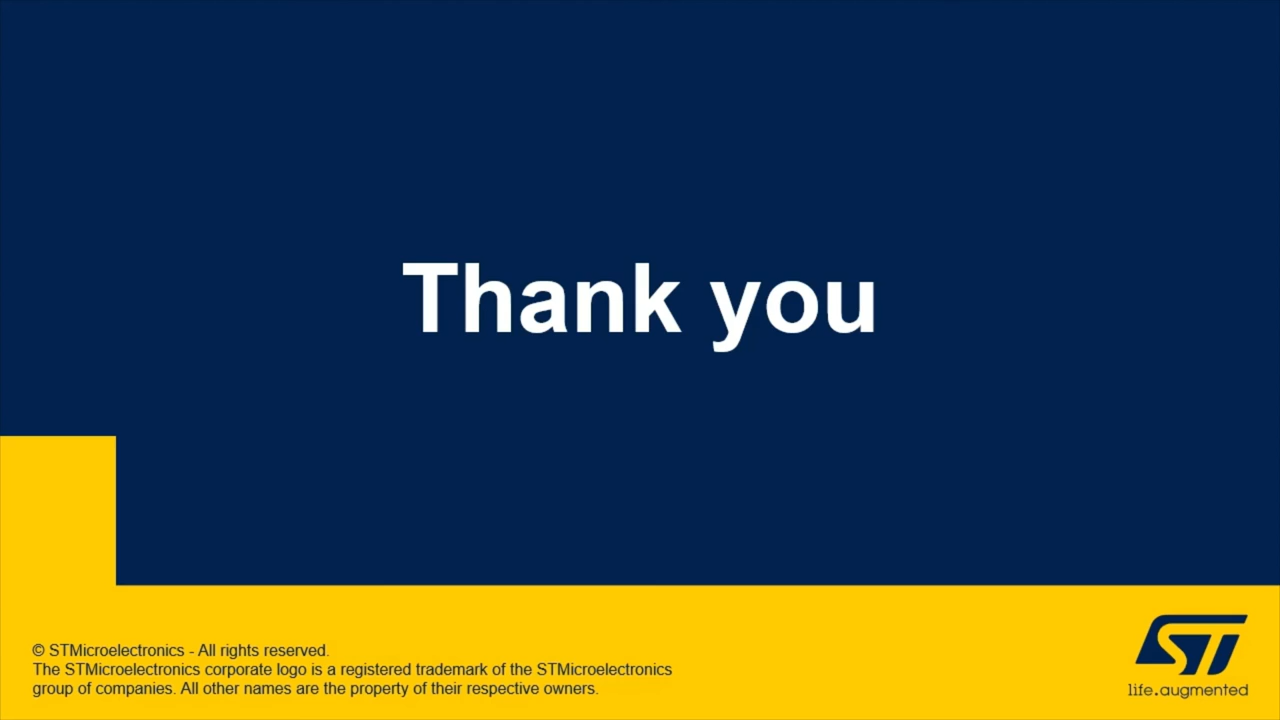 Thank you
© STMicroelectronics - All rights reserved.
The STMicroelectronics corporate logo is a registered trademark of the STMicroelectronics
group of companies. All other names are the property of their respective owners.
ST
life.augmented